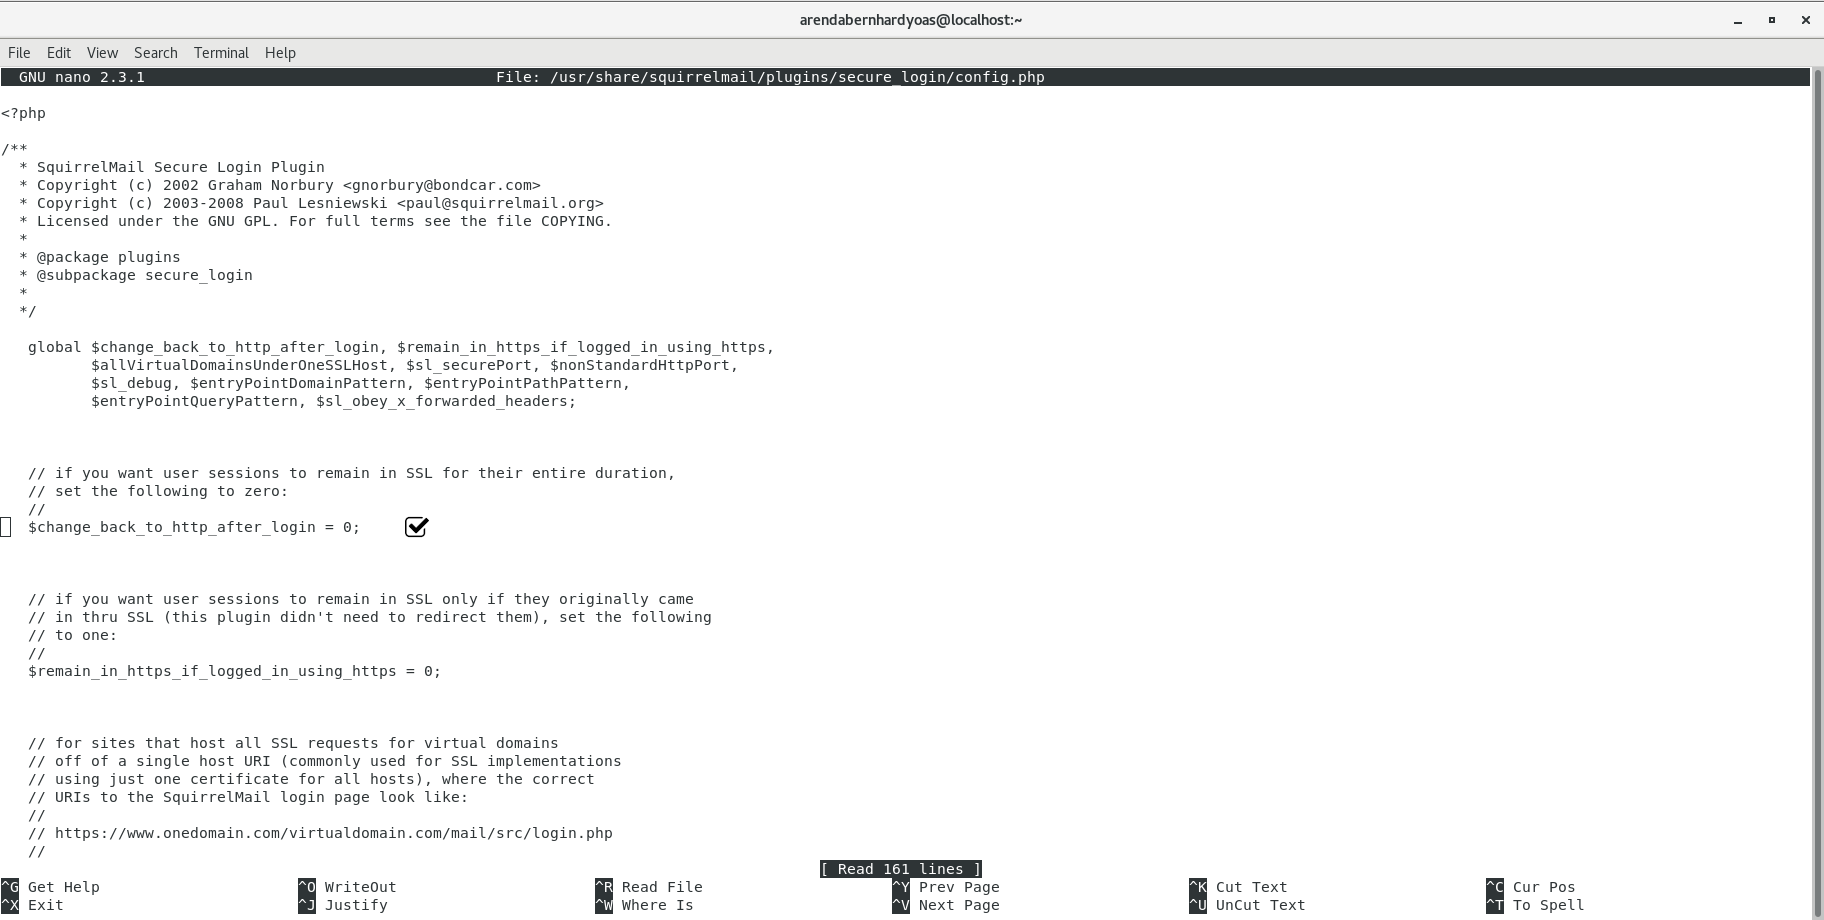 arendabernhardyoas@localhost:~
File Edit View Search Terminal Help
GNU nano 2.3.1 File: /usr/share/squirrelmail/plugins/secure_login/config.php
<?php
/**
* SquirrelMail Secure Login Plugin
* Copyright (c) 2002 Graham Norbury <gnorbury@bondcar.com>
* Copyright (c) 2003-2008 Paul Lesniewski <paul@squirrelmail.org>
* Licensed under the GNU GPL. For full terms see the file COPYING.
*
* @package plugins
* @subpackage secure_login
*
*/
global $change_back_to_http_after_login, $remain_in_https_if_logged_in_using_https,
$allVirtualDomainsUnderOneSSLHost, $sl_securePort, $nonStandardHttpPort,
$sl_debug, $entryPointDomainPattern, $entryPointPathPattern,
$entryPointQueryPattern, $sl_obey_x_forwarded_headers;
// if you want user sessions to remain in SSL for their entire duration,
// set the following to zero:
//
$change_back_to_http_after_login = 0;
// if you want user sessions to remain in SSL only if they originally came
// in thru SSL (this plugin didn't need to redirect them), set the following
// to one:
//
$remain_in_https_if_logged_in_using_https = 0;
// for sites that host all SSL requests for virtual domains
// off of a single host URI (commonly used for SSL implementations
// using just one certificate for all hosts), where the correct
// URIs to the SquirrelMail login page look like:
//
// https://www.onedomain.com/virtualdomain.com/mail/src/login.php
//
[ Read 161 lines ]
^G Get Help ^O WriteOut ^R Read File ^Y Prev Page ^K Cut Text ^C Cur Pos
^X Exit ^J Justify ^W Where Is ^V Next Page ^U UnCut Text ^T To Spell